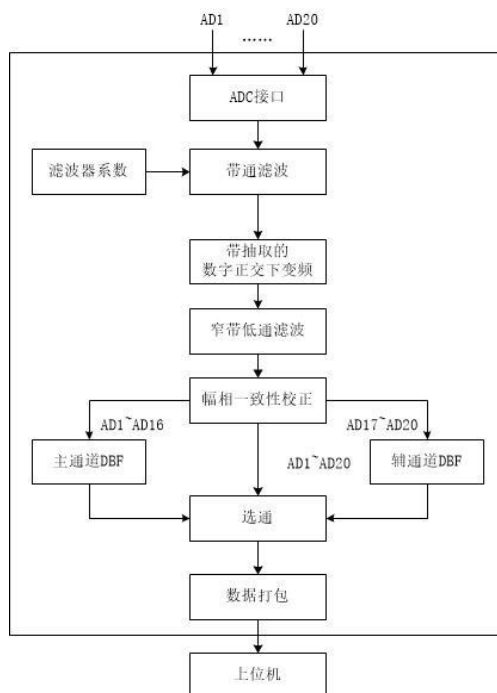 AD1
……
AD20
ADC接口
滤波器系数
带通滤波
带抽取的
数字正交下变频
窄带低通滤波
幅相一致性校正
AD1~AD16
AD17~AD20
主通道DBF
AD1~AD20
辅通道DBF
选通
数据打包
上位机